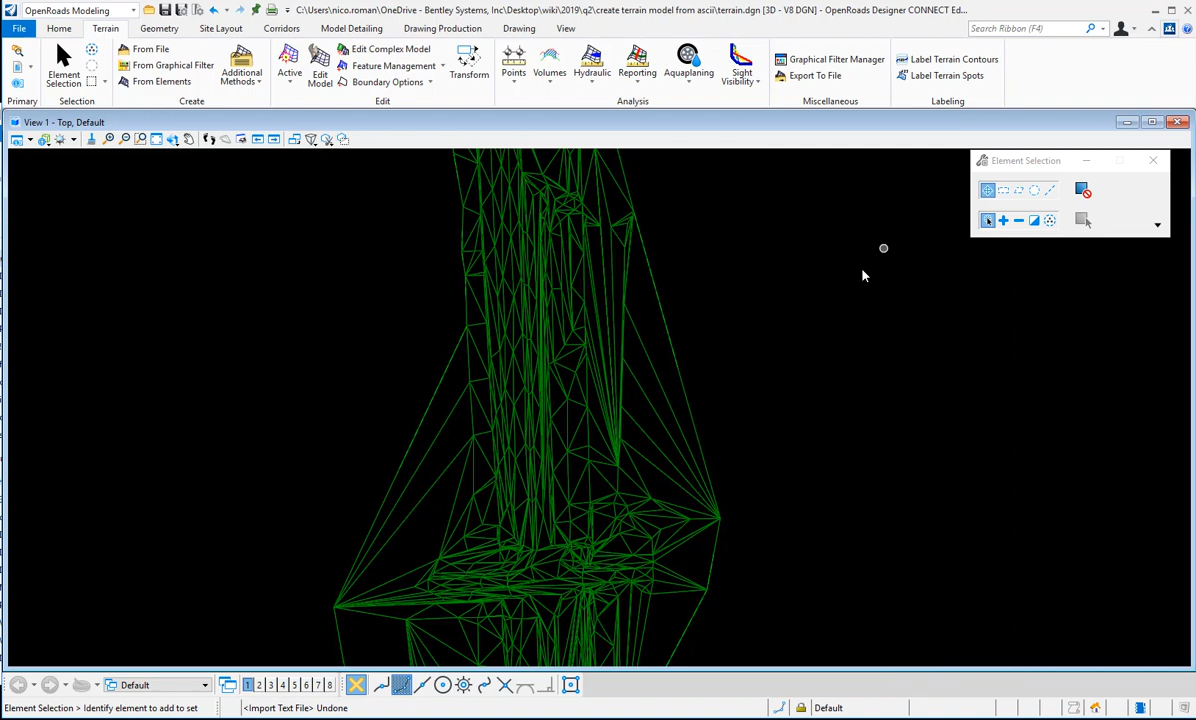 OpenRoads Modeling
C:\Users\nico.roman\OneDrive - Bentley Systems, Inc\Desktop\wiki\2019\q2\create terrain model from ascii\terrain.dgn [3D - V8 DGN] - OpenRoads Designer CONNECT Ed...
File Home Terrain Geometry Site Layout Corridors Model Detailing Drawing Production Drawing View Search Ribbon (F4)
From File
From Graphical Filter
From Elements
Element Selection
Additional Methods
Active
Edit Model
Edit Complex Model
Feature Management
Boundary Options
Transform
Points
Volumes
Hydraulic
Reporting
Aquaplaning
Sight Visibility
Graphical Filter Manager
Export To File
Label Terrain Contours
Label Terrain Spots
Primary Selection Create Edit Analysis Miscellaneous Labeling
View 1 - Top, Default
Element Selection
Default 1 2 3 4 5 6 7 8
Element Selection > Identify element to add to set <Import Text File> Undone Default